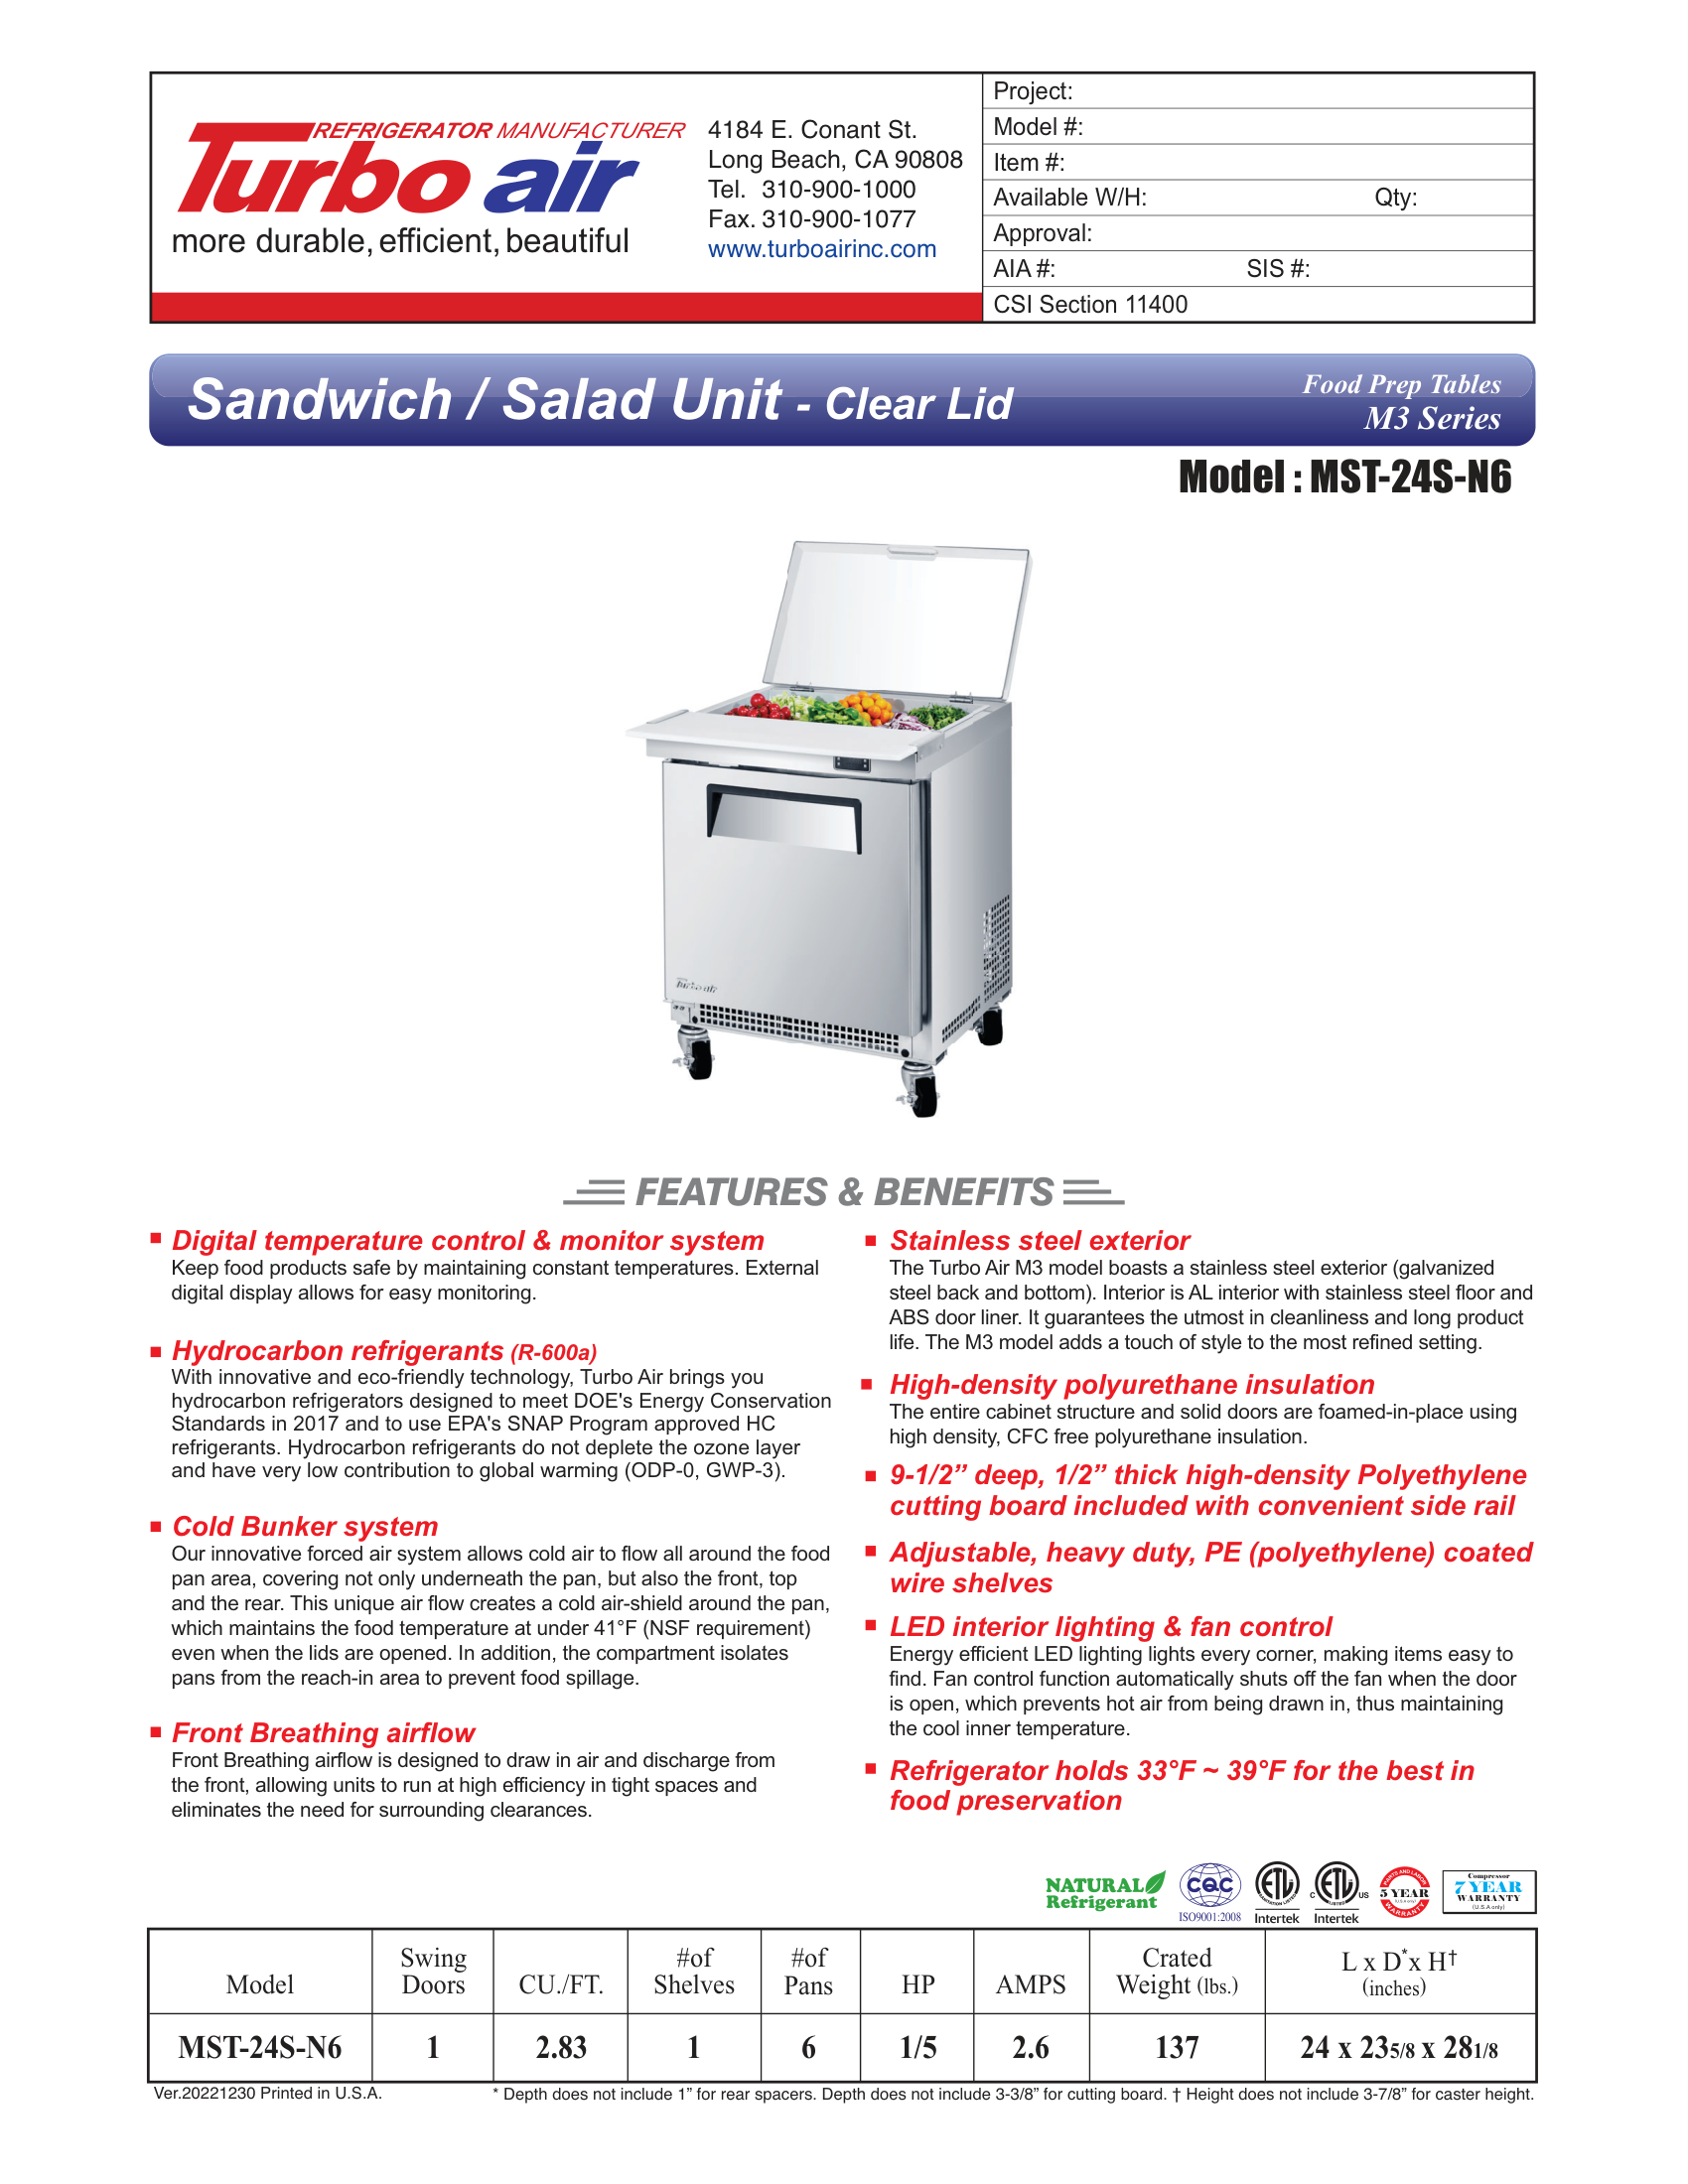 REFRIGERATOR MANUFACTURER
Turbo air
more durable, efficient, beautiful
4184 E. Conant St.
Long Beach, CA 90808
Tel. 310-900-1000
Fax. 310-900-1077
www.turboairinc.com
Project:
Model #:
Item #:
Available W/H: Qty:
Approval:
AIA #: SIS #:
CSI Section 11400
Sandwich / Salad Unit - Clear Lid
Food Prep Tables
M3 Series
Model : MST-24S-N6
Turbo air
FEATURES & BENEFITS
Digital temperature control & monitor system
Keep food products safe by maintaining constant temperatures. External
digital display allows for easy monitoring.
Hydrocarbon refrigerants (R-600a)
With innovative and eco-friendly technology, Turbo Air brings you
hydrocarbon refrigerators designed to meet DOE's Energy Conservation
Standards in 2017 and to use EPA's SNAP Program approved HC
refrigerants. Hydrocarbon refrigerants do not deplete the ozone layer
and have very low contribution to global warming (ODP-0, GWP-3).
Cold Bunker system
Our innovative forced air system allows cold air to flow all around the food
pan area, covering not only underneath the pan, but also the front, top
and the rear. This unique air flow creates a cold air-shield around the pan,
which maintains the food temperature at under 41°F (NSF requirement)
even when the lids are opened. In addition, the compartment isolates
pans from the reach-in area to prevent food spillage.
Front Breathing airflow
Front Breathing airflow is designed to draw in air and discharge from
the front, allowing units to run at high efficiency in tight spaces and
eliminates the need for surrounding clearances.
Stainless steel exterior
The Turbo Air M3 model boasts a stainless steel exterior (galvanized
steel back and bottom). Interior is AL interior with stainless steel floor and
ABS door liner. It guarantees the utmost in cleanliness and long product
life. The M3 model adds a touch of style to the most refined setting.
High-density polyurethane insulation
The entire cabinet structure and solid doors are foamed-in-place using
high density, CFC free polyurethane insulation.
9-1/2” deep, 1/2” thick high-density Polyethylene
cutting board included with convenient side rail
Adjustable, heavy duty, PE (polyethylene) coated
wire shelves
LED interior lighting & fan control
Energy efficient LED lighting lights every corner, making items easy to
find. Fan control function automatically shuts off the fan when the door
is open, which prevents hot air from being drawn in, thus maintaining
the cool inner temperature.
Refrigerator holds 33°F ~ 39°F for the best in
food preservation
NATURAL
Refrigerant
CQC
ISO9001:2008
ETL
SANITATION LISTED
Intertek
C ETL US
LISTED
Intertek
PARTS AND LABOR
5 YEAR
(U.S.A only)
WARRANTY
Compressor
7 YEAR
WARRANTY
(U.S.A only)
Model Swing Doors CU./FT. #of Shelves #of Pans HP AMPS Crated Weight (lbs.) L x D* x H† (inches)
MST-24S-N6 1 2.83 1 6 1/5 2.6 137 24 x 23 5/8 x 28 1/8
Ver.20221230 Printed in U.S.A.
* Depth does not include 1” for rear spacers. Depth does not include 3-3/8” for cutting board. † Height does not include 3-7/8” for caster height.